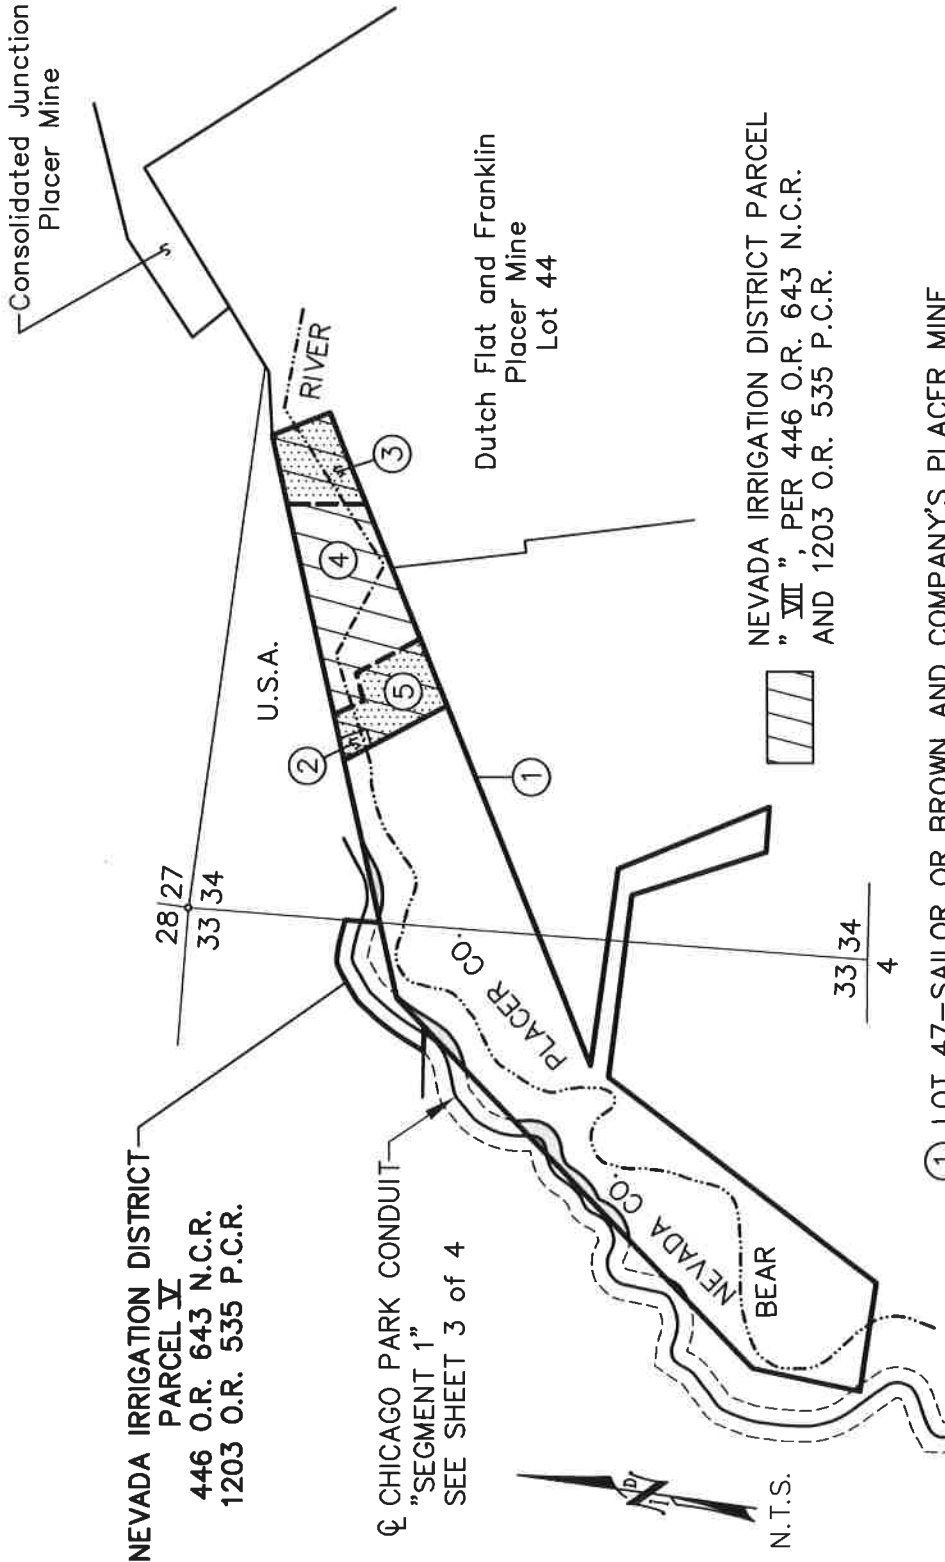 Consolidated Junction
Placer Mine
RIVER
3
Dutch Flat and Franklin
Placer Mine
Lot 44
4
U.S.A.
5
2
1
NEVADA IRRIGATION DISTRICT PARCEL
" VII ", PER 446 O.R. 643 N.C.R.
AND 1203 O.R. 535 P.C.R.
28 27
33 34
33 34
4
PLACER CO.
NEVADA CO.
BEAR
NEVADA IRRIGATION DISTRICT
PARCEL V
446 O.R. 643 N.C.R.
1203 O.R. 535 P.C.R.
℄ CHICAGO PARK CONDUIT
"SEGMENT 1"
SEE SHEET 3 of 4
N
N.T.S.
1 LOT 47-SAILOR OR BROWN AND COMPANY'S PLACER MINE